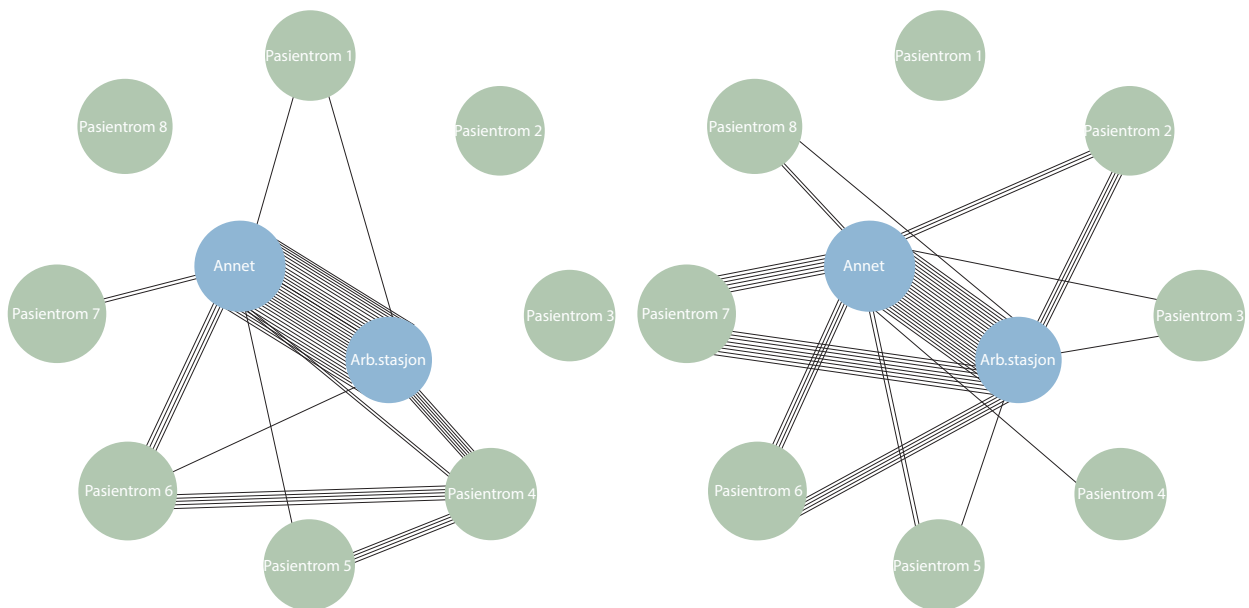 Pasientrom 1
Pasientrom 8
Pasientrom 2
Annet
Pasientrom 7
Pasientrom 3
Arb.stasjon
Pasientrom 6
Pasientrom 4
Pasientrom 5
Pasientrom 1
Pasientrom 8
Pasientrom 2
Annet
Pasientrom 7
Pasientrom 3
Arb.stasjon
Pasientrom 6
Pasientrom 4
Pasientrom 5